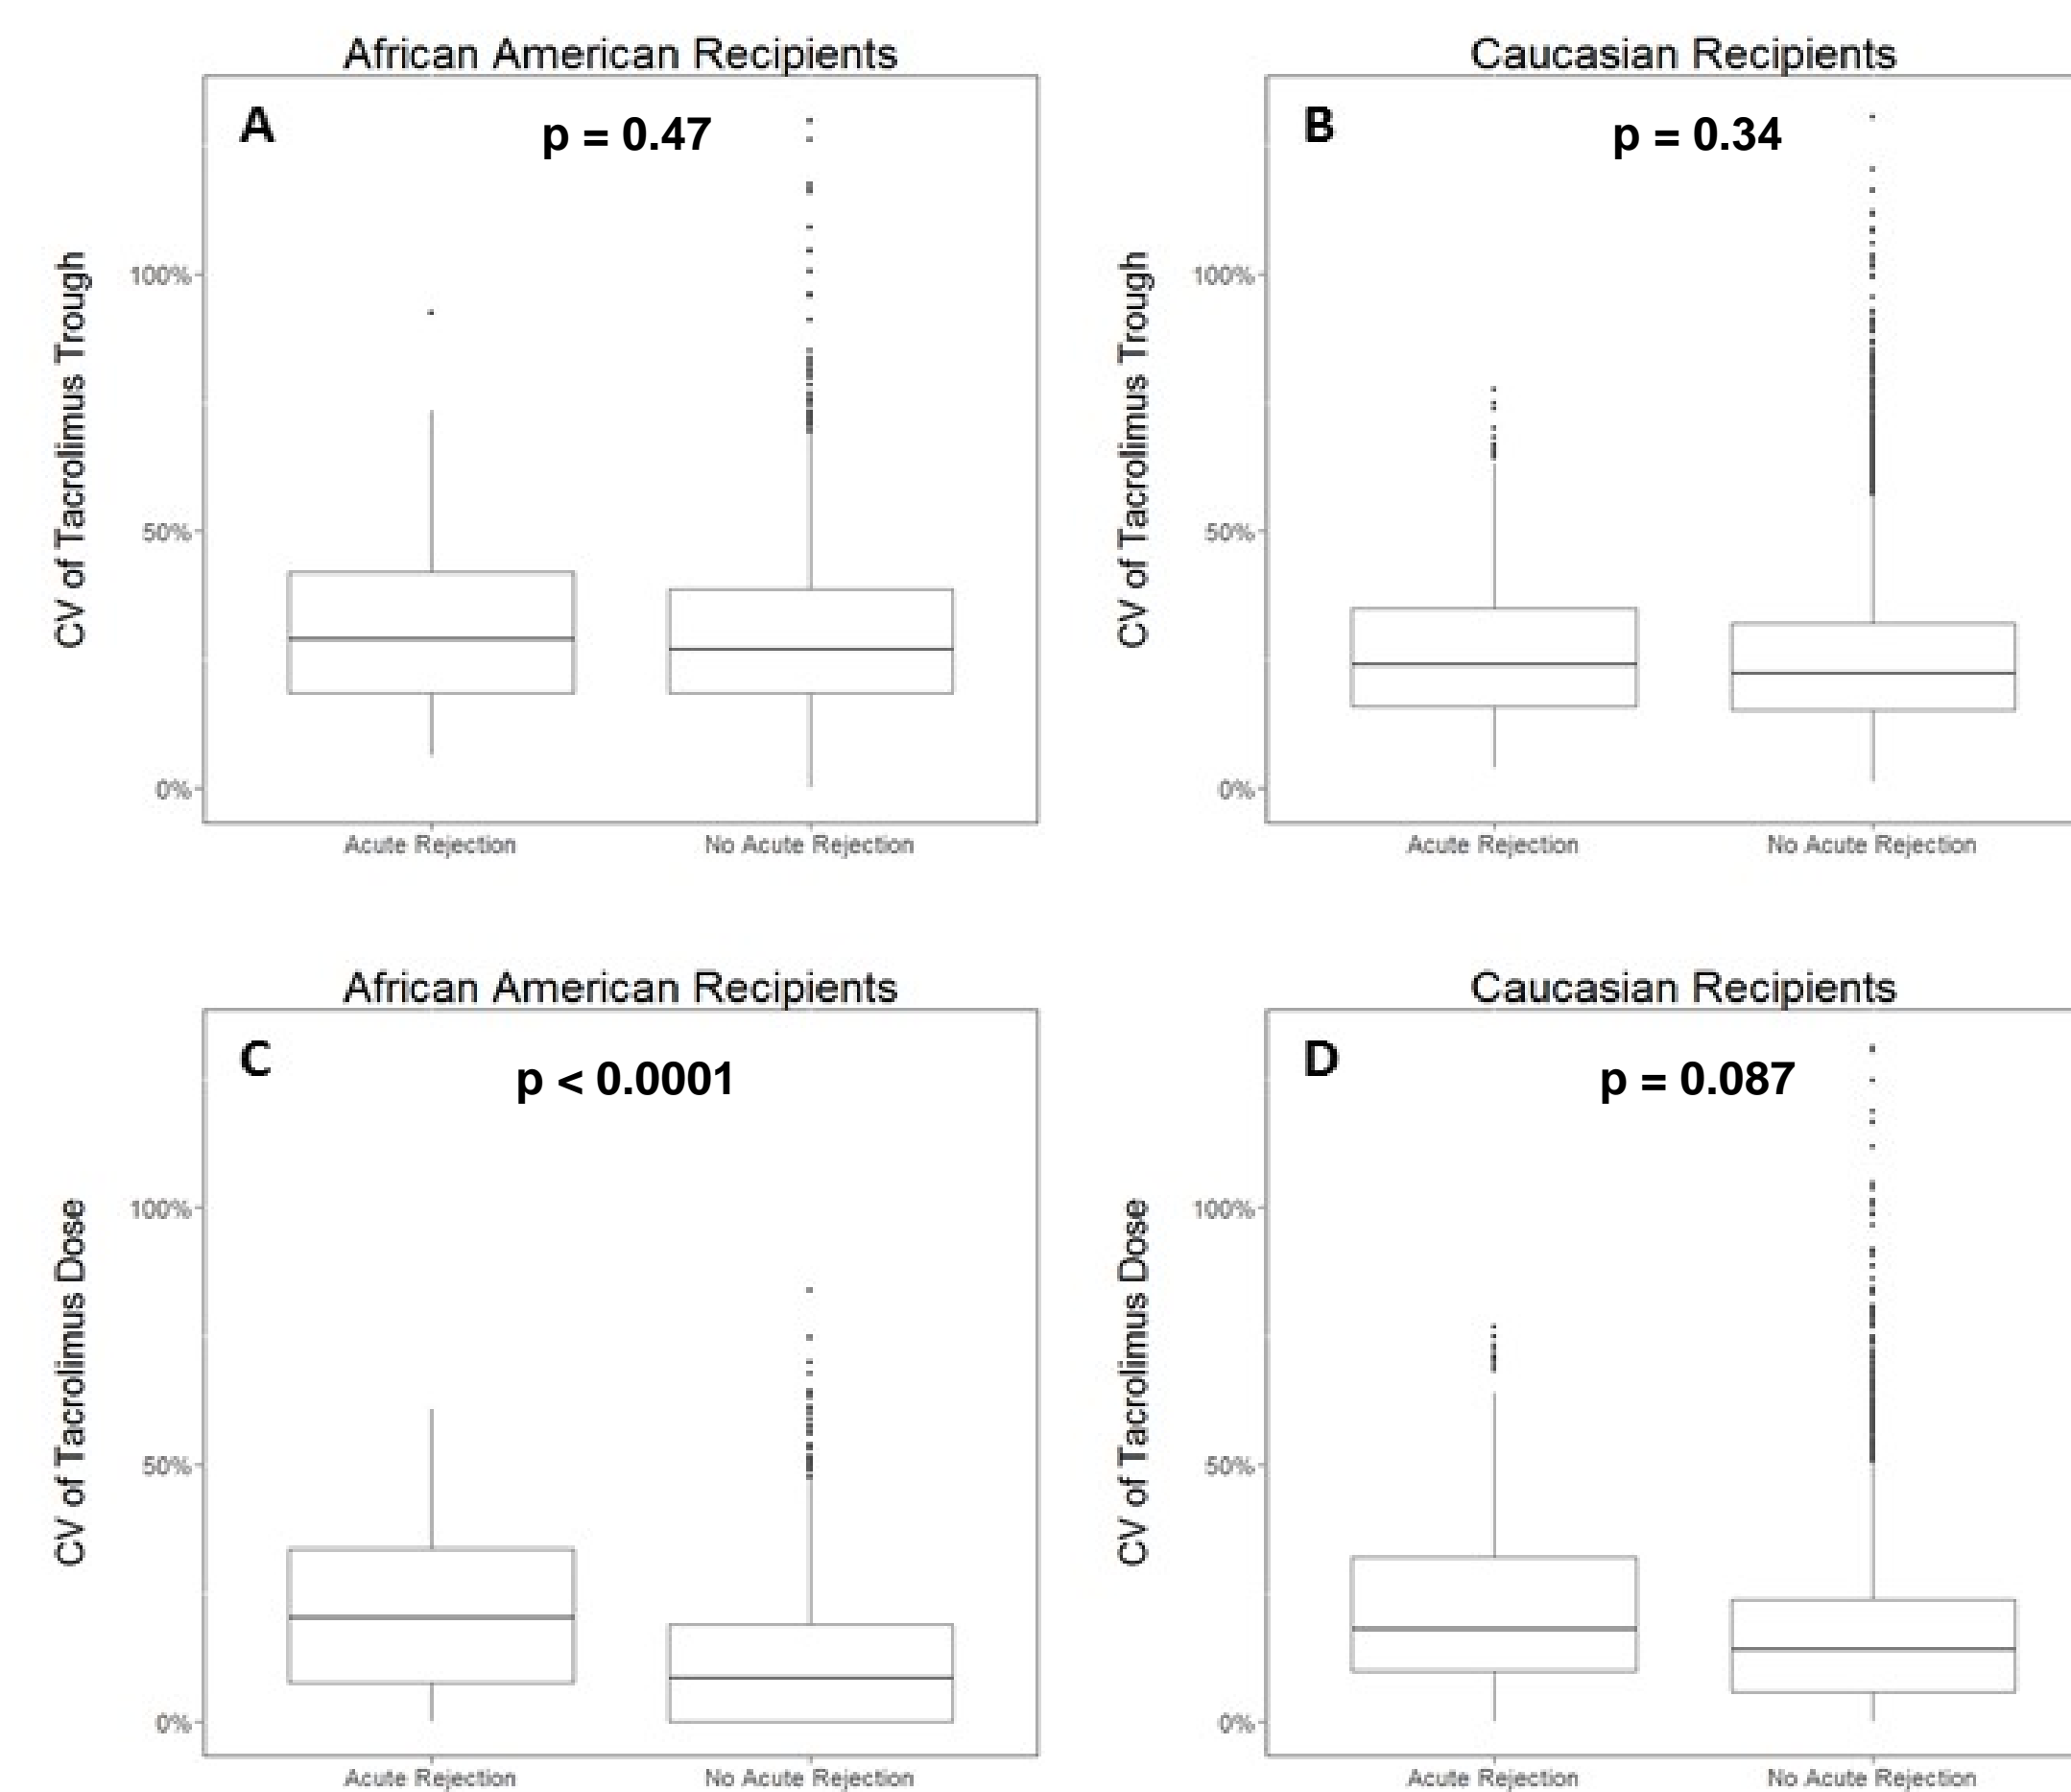 African American Recipients
A
p = 0.47
CV of Tacrolimus Trough
100%
50%
0%
Acute Rejection
No Acute Rejection
Caucasian Recipients
B
p = 0.34
CV of Tacrolimus Trough
100%
50%
0%
Acute Rejection
No Acute Rejection
African American Recipients
C
p < 0.0001
CV of Tacrolimus Dose
100%
50%
0%
Acute Rejection
No Acute Rejection
Caucasian Recipients
D
p = 0.087
CV of Tacrolimus Dose
100%
50%
0%
Acute Rejection
No Acute Rejection